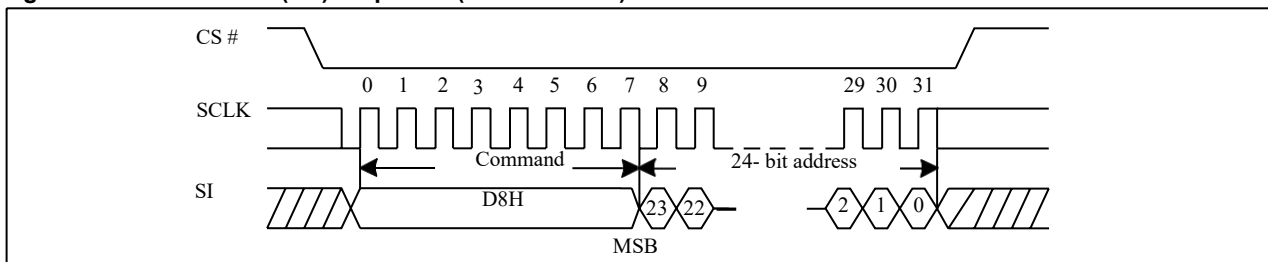 CS #
0 1 2 3 4 5 6 7 8 9 29 30 31
SCLK
Command 24- bit address
SI
D8H 23 22 2 1 0
MSB